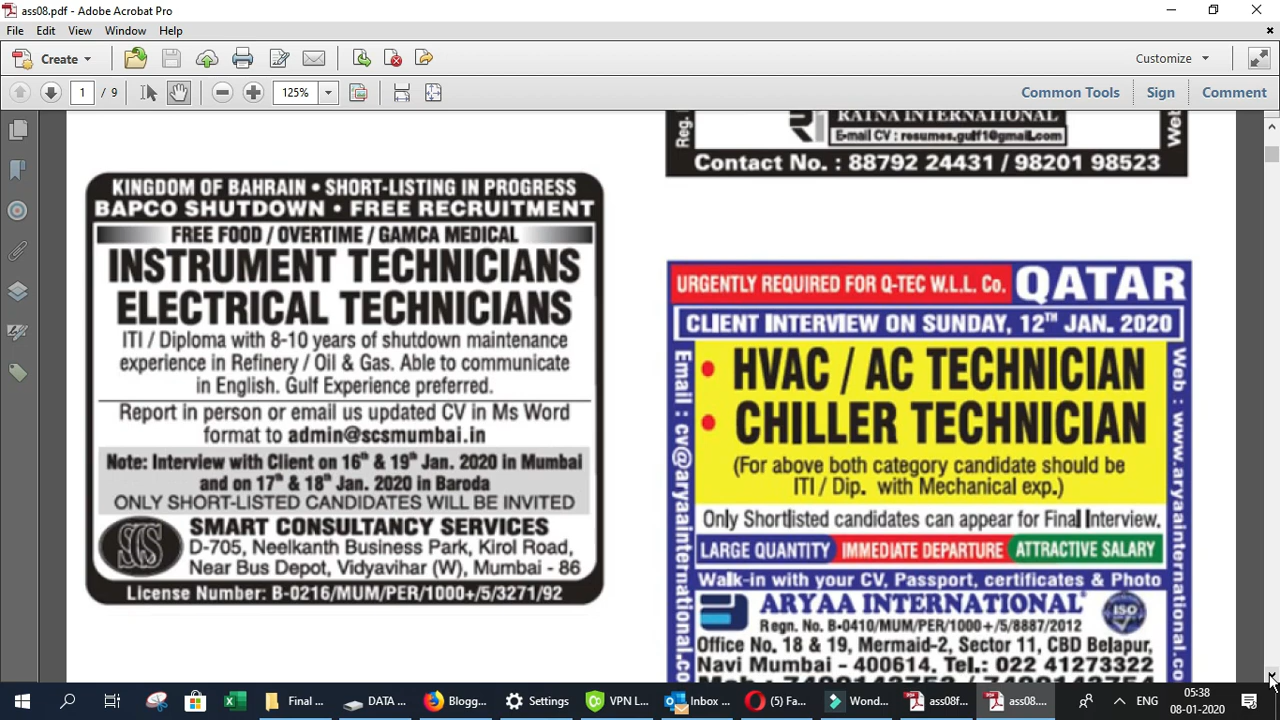 ass08.pdf - Adobe Acrobat Pro
File Edit View Window Help
Create
Customize
1 / 9
125%
Common Tools
Sign
Comment
Reg.
RATNA INTERNATIONAL
E-mail CV : resumes.gulf1@gmail.com
Contact No. : 88792 24431 / 98201 98523
KINGDOM OF BAHRAIN • SHORT-LISTING IN PROGRESS
BAPCO SHUTDOWN • FREE RECRUITMENT
FREE FOOD / OVERTIME / GAMCA MEDICAL
INSTRUMENT TECHNICIANS
ELECTRICAL TECHNICIANS
ITI / Diploma with 8-10 years of shutdown maintenance
experience in Refinery / Oil & Gas. Able to communicate
in English. Gulf Experience preferred.
Report in person or email us updated CV in Ms Word
format to admin@scsmumbai.in
Note: Interview with Client on 16th & 19th Jan. 2020 in Mumbai
and on 17th & 18th Jan. 2020 in Baroda
ONLY SHORT-LISTED CANDIDATES WILL BE INVITED
SCS
SMART CONSULTANCY SERVICES
D-705, Neelkanth Business Park, Kirol Road,
Near Bus Depot, Vidyavihar (W), Mumbai - 86
License Number: B-0216/MUM/PER/1000+/5/3271/92
URGENTLY REQUIRED FOR Q-TEC W.L.L. Co. QATAR
CLIENT INTERVIEW ON SUNDAY, 12TH JAN. 2020
• HVAC / AC TECHNICIAN
• CHILLER TECHNICIAN
(For above both category candidate should be
ITI / Dip. with Mechanical exp.)
Only Shortlisted candidates can appear for Final Interview.
LARGE QUANTITY IMMEDIATE DEPARTURE ATTRACTIVE SALARY
Walk-in with your CV, Passport, certificates & Photo
ARYAA INTERNATIONAL®
ISO
Regn. No. B-0410/MUM/PER/1000+/5/8887/2012
Office No. 18 & 19, Mermaid-2, Sector 11, CBD Belapur,
Navi Mumbai - 400614. Tel.: 022 41273322
Email : cv@aryaainternational.co
Web : www.aryaainternational.co
Final ...
DATA ...
Blogg...
Settings
VPN L...
Inbox ...
(5) Fa...
Wond...
ass08f...
ass08....
ENG
05:38
08-01-2020